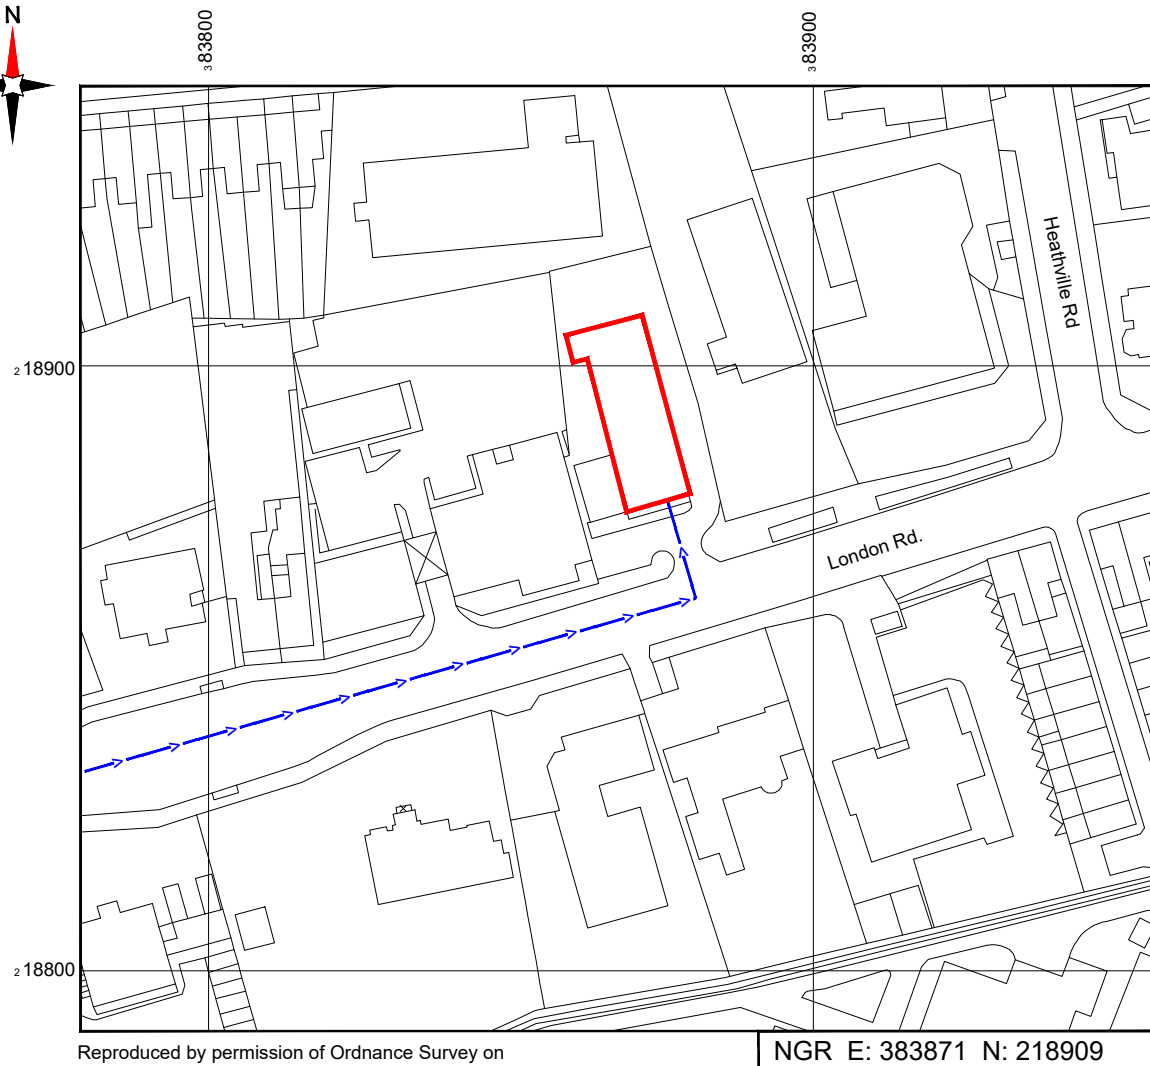 N
383800
383900
Heathville Rd
218900
London Rd.
218800
Reproduced by permission of Ordnance Survey on
NGR E: 383871 N: 218909